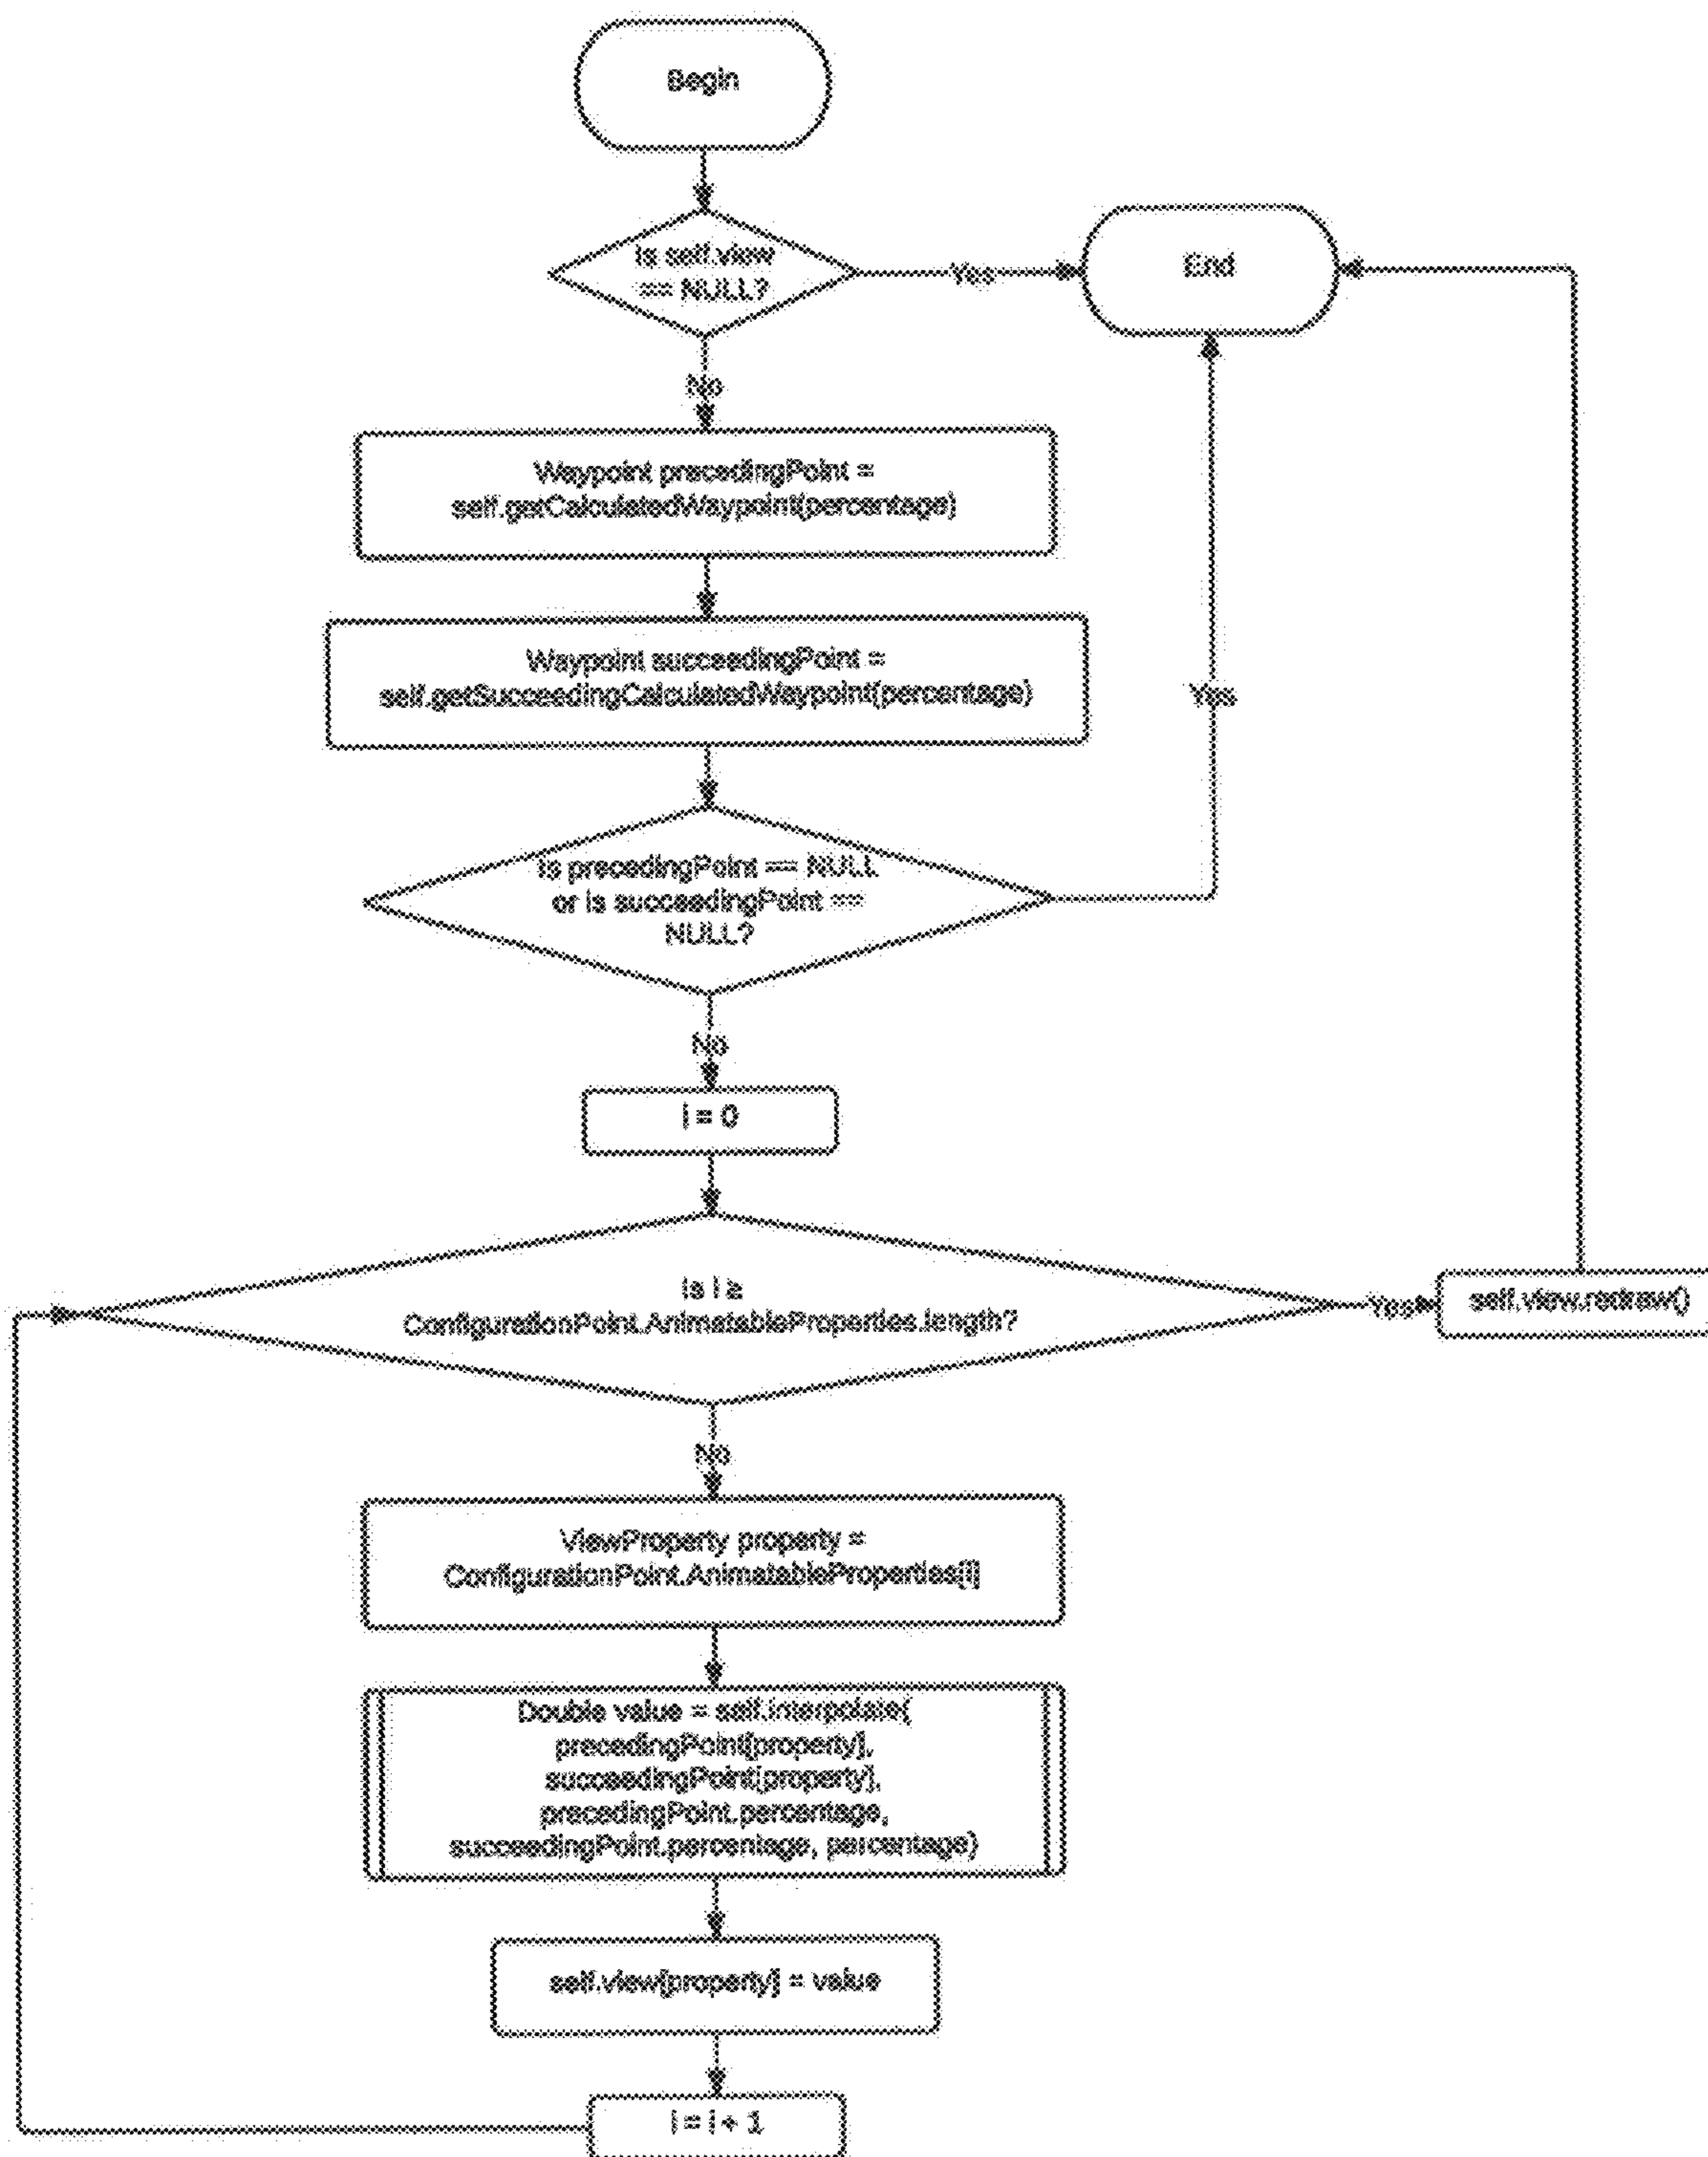 Begin
Is self.view
== NULL?
Yes
End
No
Waypoint precedingPoint =
self.getCalculatedWaypoint(percentage)
Waypoint succeedingPoint =
self.getSucceedingCalculatedWaypoint(percentage)
Yes
Is precedingPoint == NULL
or is succeedingPoint ==
NULL?
No
i = 0
Is i ≥
ConfigurationPoint.AnimatableProperties.length?
Yes
self.view.redraw()
No
ViewProperty property =
ConfigurationPoint.AnimatableProperties[i]
Double value = self.interpolate(
precedingPoint[property],
succeedingPoint[property],
precedingPoint.percentage,
succeedingPoint.percentage, percentage)
self.view[property] = value
i = i + 1